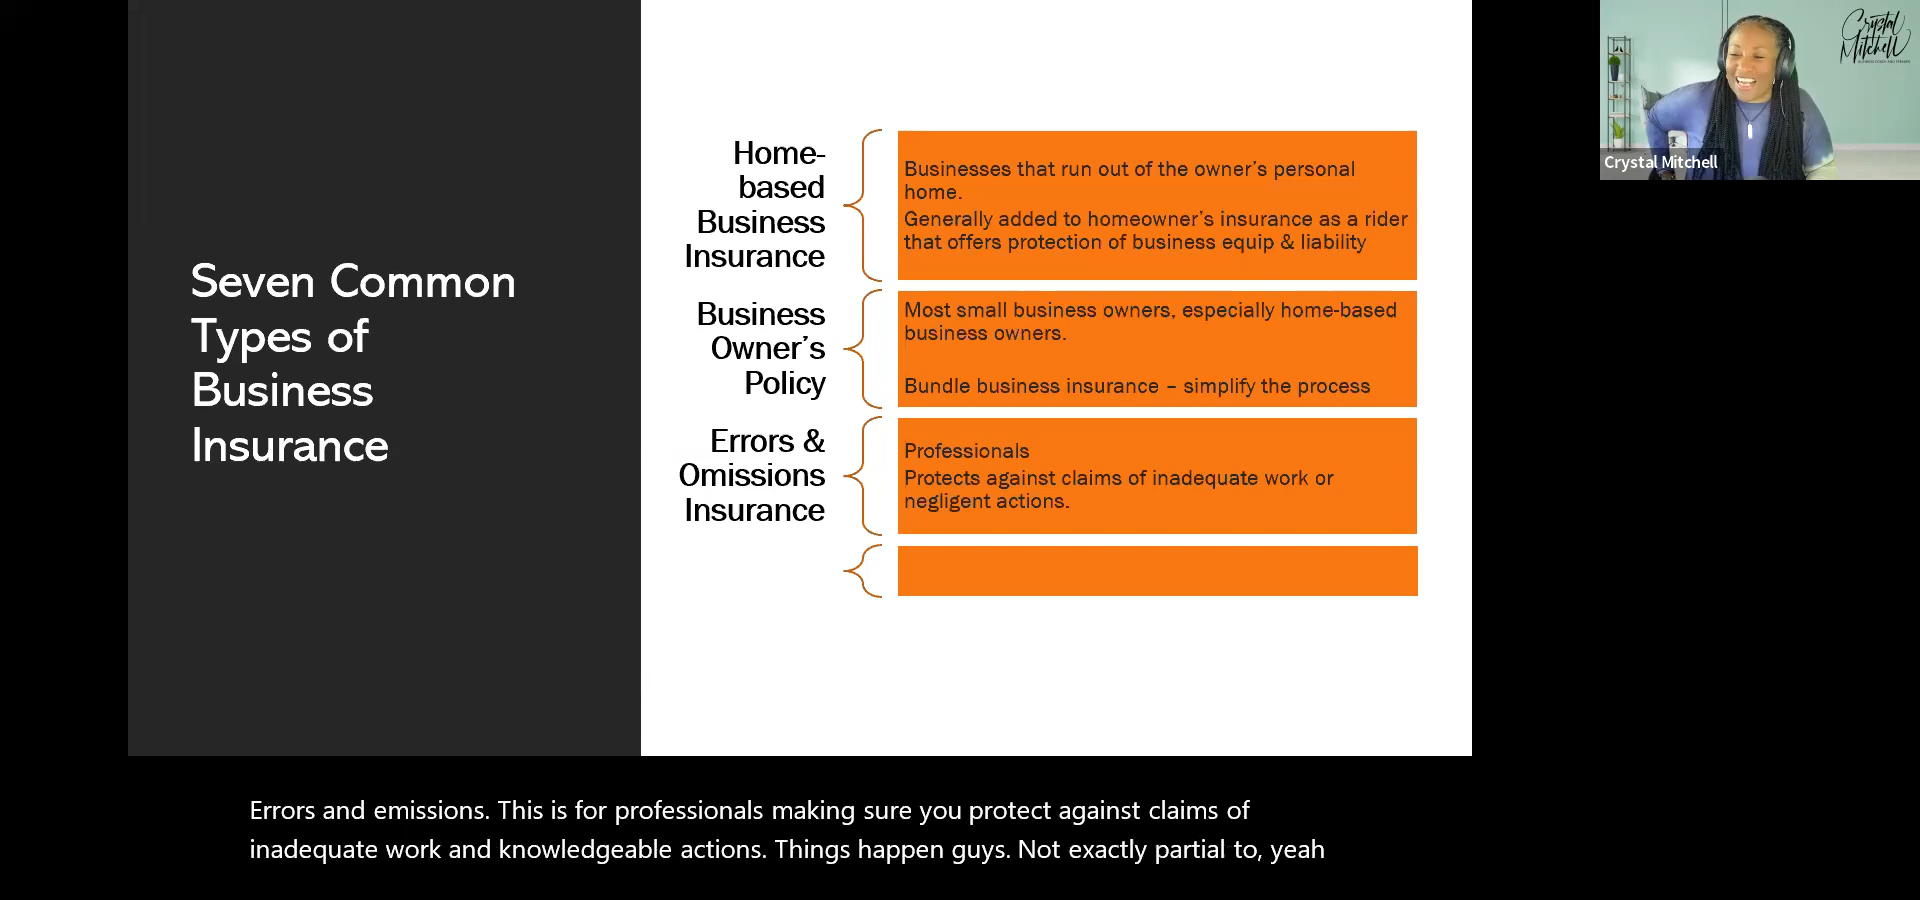 Seven Common
Types of
Business
Insurance
Home-
based
Business
Insurance
Businesses that run out of the owner’s personal
home.
Generally added to homeowner’s insurance as a rider
that offers protection of business equip & liability
Business
Owner’s
Policy
Most small business owners, especially home-based
business owners.
Bundle business insurance – simplify the process
Errors &
Omissions
Insurance
Professionals
Protects against claims of inadequate work or
negligent actions.
Crystal
Mitchell
Crystal Mitchell
Errors and emissions. This is for professionals making sure you protect against claims of
inadequate work and knowledgeable actions. Things happen guys. Not exactly partial to, yeah